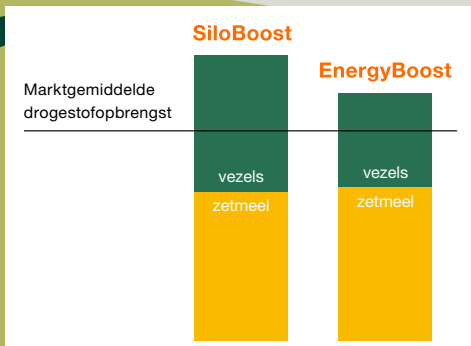 SiloBoost
EnergyBoost
Marktgemiddelde
drogestofopbrengst
vezels
vezels
zetmeel
zetmeel